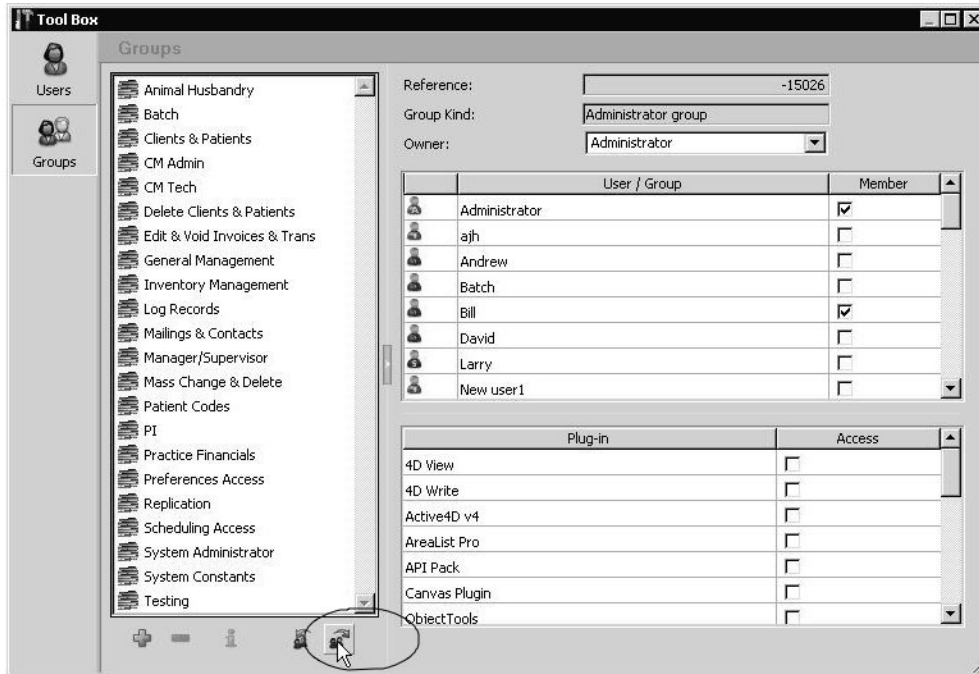 Tool Box
Groups
Users
Groups
Animal Husbandry
Batch
Clients & Patients
CM Admin
CM Tech
Delete Clients & Patients
Edit & Void Invoices & Trans
General Management
Inventory Management
Log Records
Mailings & Contacts
Manager/Supervisor
Mass Change & Delete
Patient Codes
PI
Practice Financials
Preferences Access
Replication
Scheduling Access
System Administrator
System Constants
Testing
Reference: -15026
Group Kind: Administrator group
Owner: Administrator
User / Group Member
Administrator
ajh
Andrew
Batch
Bill
David
Larry
New user1
Plug-in Access
4D View
4D Write
Active4D v4
AreaList Pro
API Pack
Canvas Plugin
ObjectTools